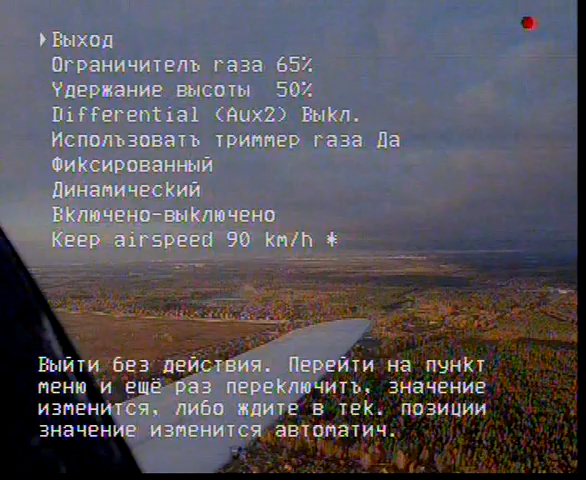 Выход
Ограничитель газа 65%
Удержание высоты 50%
Differential (Aux2) Выкл.
Использовать триммер газа Да
Фиксированный
Динамический
Включено-выключено
Keep airspeed 90 km/h *
Выйти без действия. Перейти на пункт
меню и ещё раз переключить, значение
изменится, либо ждите в тек. позиции
значение изменится автоматич.